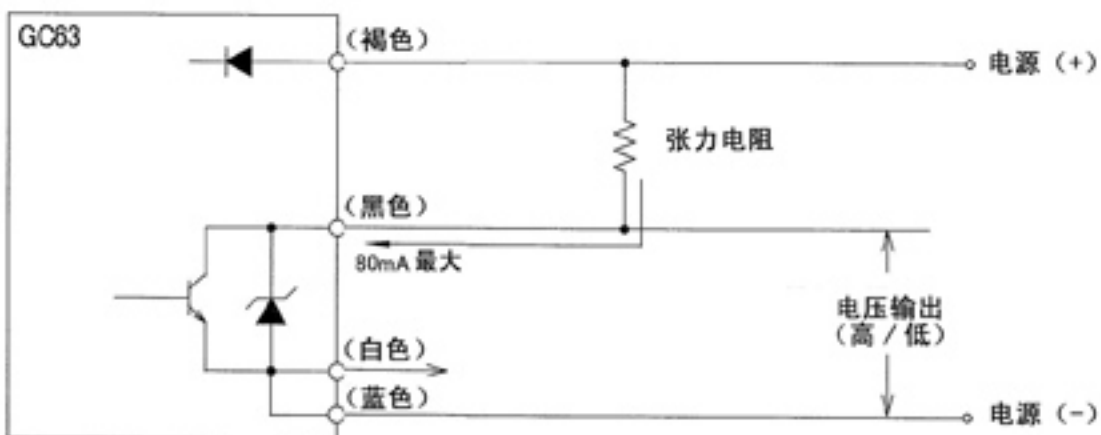 GC63
(褐色)
电源 (+)
张力电阻
(黑色)
80mA 最大
电压输出
(高/低)
(白色)
(蓝色)
电源 (-)